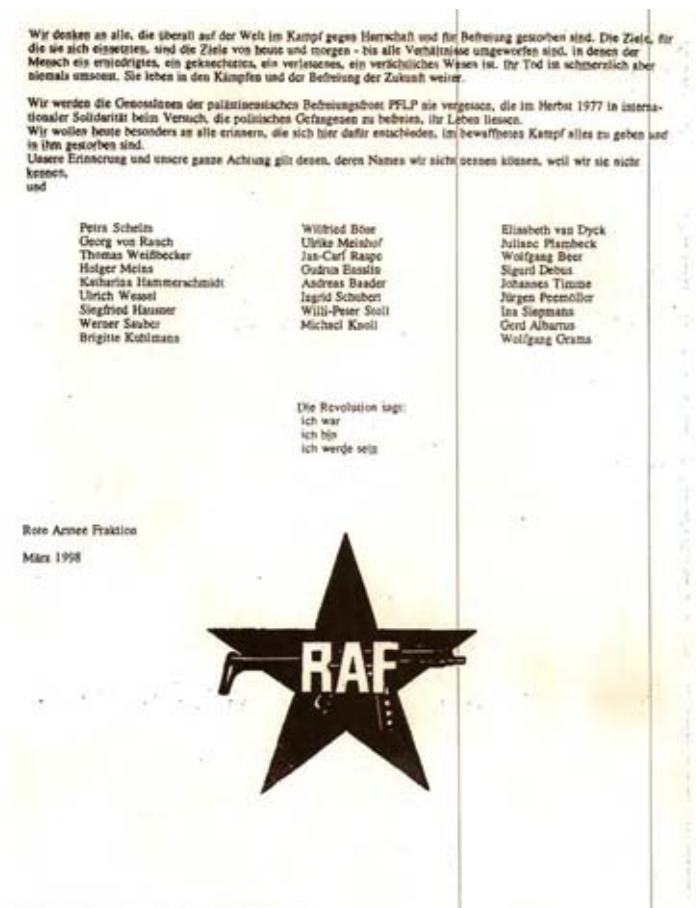 Wir denken an alle, die überall auf der Welt im Kampf gegen Herrschaft und für Befreiung gestorben sind. Die Ziele, für
die sie sich einsetzten, sind die Ziele von heute und morgen - bis alle Verhältnisse umgeworfen sind, in denen der
Mensch ein erniedrigtes, ein geknechtetes, ein verlassenes, ein verächtliches Wesen ist. Ihr Tod ist schmerzlich aber
niemals umsonst. Sie leben in den Kämpfen und der Befreiung der Zukunft weiter.
Wir werden die GenossInnen der palästinensischen Befreiungsfront PFLP nie vergessen, die im Herbst 1977 in interna-
tionaler Solidarität beim Versuch, die politischen Gefangenen zu befreien, ihr Leben liessen.
Wir wollen heute besonders an alle erinnern, die sich hier dafür entschieden, im bewaffneten Kampf alles zu geben und
in ihm gestorben sind.
Unsere Erinnerung und unsere ganze Achtung gilt denen, deren Namen wir nicht nennen können, weil wir sie nicht
kennen,
und
Petra Schelm
Georg von Rauch
Thomas Weißbecker
Holger Meins
Katharina Hammerschmidt
Ulrich Wessel
Siegfried Hausner
Werner Sauber
Brigitte Kuhlmann
Wilfried Böse
Ulrike Meinhof
Jan-Carl Raspe
Gudrun Ensslin
Andreas Baader
Ingrid Schubert
Willi-Peter Stoll
Michael Knoll
Elisabeth van Dyck
Juliane Plambeck
Wolfgang Beer
Sigurd Debus
Johannes Timme
Jürgen Peemöller
Ina Siepmann
Gerd Albartus
Wolfgang Grams
Die Revolution sagt:
ich war
ich bin
ich werde sein
Rote Armee Fraktion
März 1998
RAF